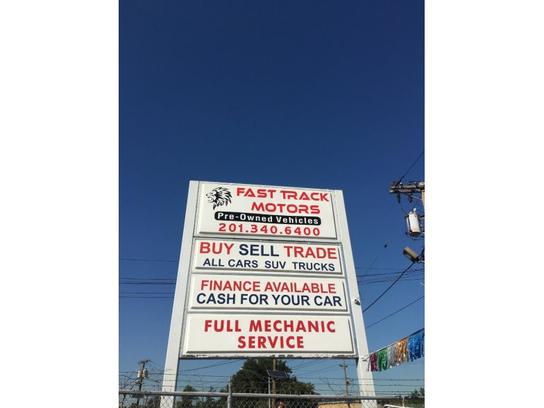 FAST TRACK
MOTORS
Pre-Owned Vehicles
201.340.6400
BUY SELL TRADE
ALL CARS SUV TRUCKS
FINANCE AVAILABLE
CASH FOR YOUR CAR
FULL MECHANIC
SERVICE